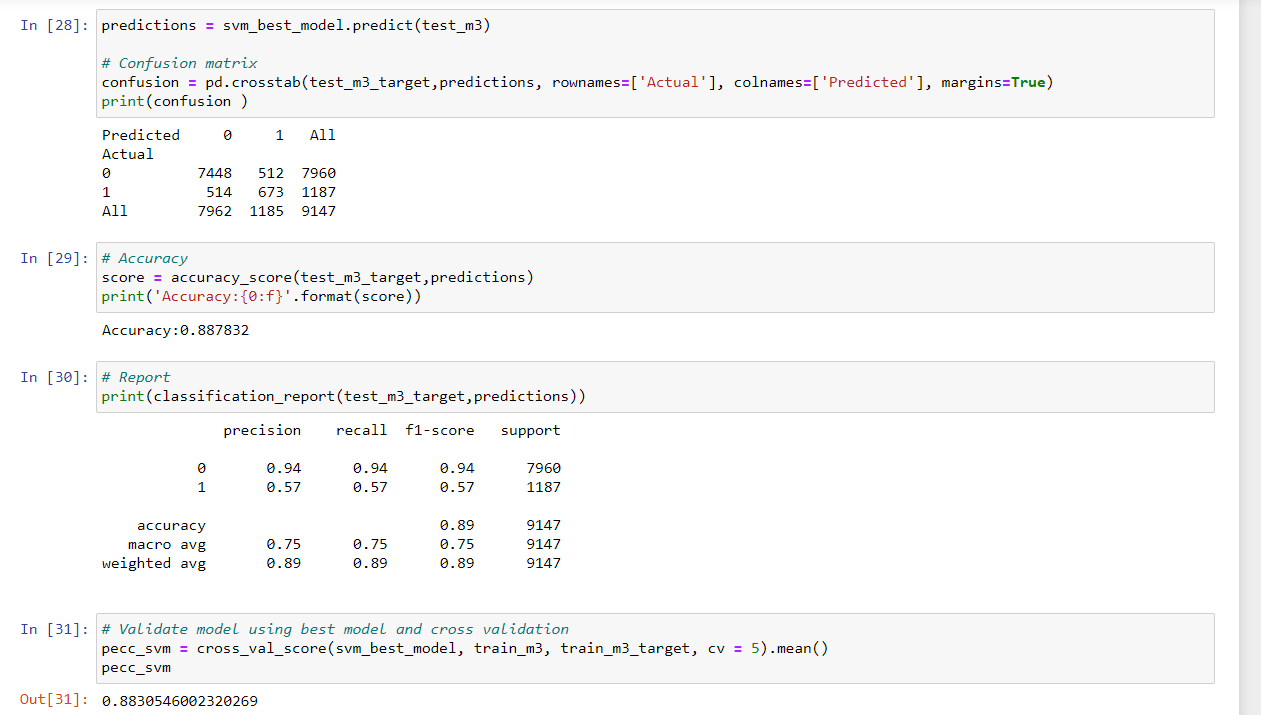 In [28]: predictions = svm_best_model.predict(test_m3)
# Confusion matrix
confusion = pd.crosstab(test_m3_target,predictions, rownames=['Actual'], colnames=['Predicted'], margins=True)
print(confusion )
Predicted 0 1 All
Actual
0 7448 512 7960
1 514 673 1187
All 7962 1185 9147
In [29]: # Accuracy
score = accuracy_score(test_m3_target,predictions)
print('Accuracy:{0:f}'.format(score))
Accuracy:0.887832
In [30]: # Report
print(classification_report(test_m3_target,predictions))
precision recall f1-score support
0 0.94 0.94 0.94 7960
1 0.57 0.57 0.57 1187
accuracy 0.89 9147
macro avg 0.75 0.75 0.75 9147
weighted avg 0.89 0.89 0.89 9147
In [31]: # Validate model using best model and cross validation
pecc_svm = cross_val_score(svm_best_model, train_m3, train_m3_target, cv = 5).mean()
pecc_svm
Out[31]: 0.8830546002320269